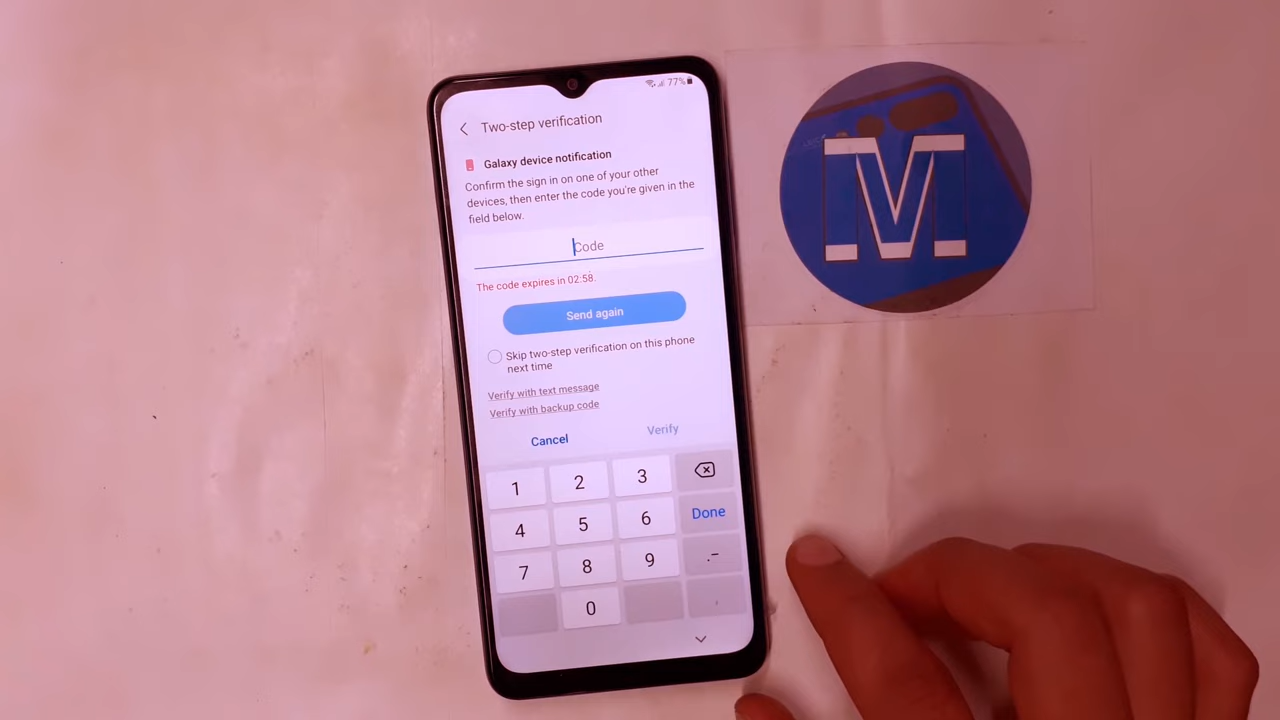 77%
Two-step verification
Galaxy device notification
Confirm the sign in on one of your other
devices, then enter the code you're given in the
field below.
Code
The code expires in 02:58.
Send again
Skip two-step verification on this phone
next time
Verify with text message
Verify with backup code
Cancel Verify
1 2 3
4 5 6 Done
7 8 9 .-
0 ,
M